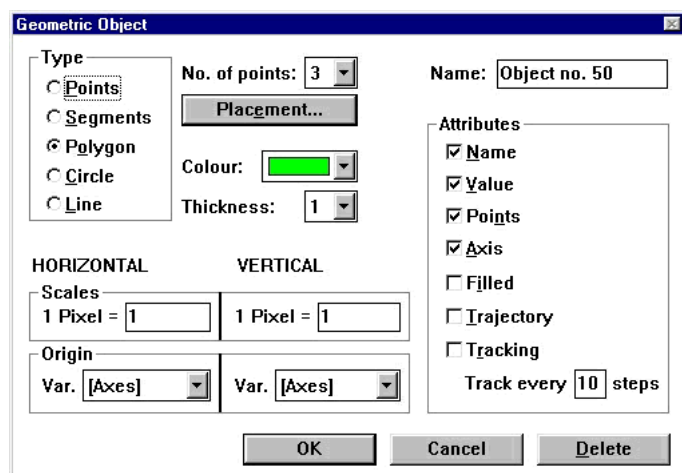 Geometric Object
Type
Points
Segments
Polygon
Circle
Line
No. of points: 3
Placement...
Colour:
Thickness: 1
Name: Object no. 50
Attributes
Name
Value
Points
Axis
Filled
Trajectory
Tracking
Track every 10 steps
HORIZONTAL VERTICAL
Scales
1 Pixel = 1 1 Pixel = 1
Origin
Var. [Axes] Var. [Axes]
OK Cancel Delete